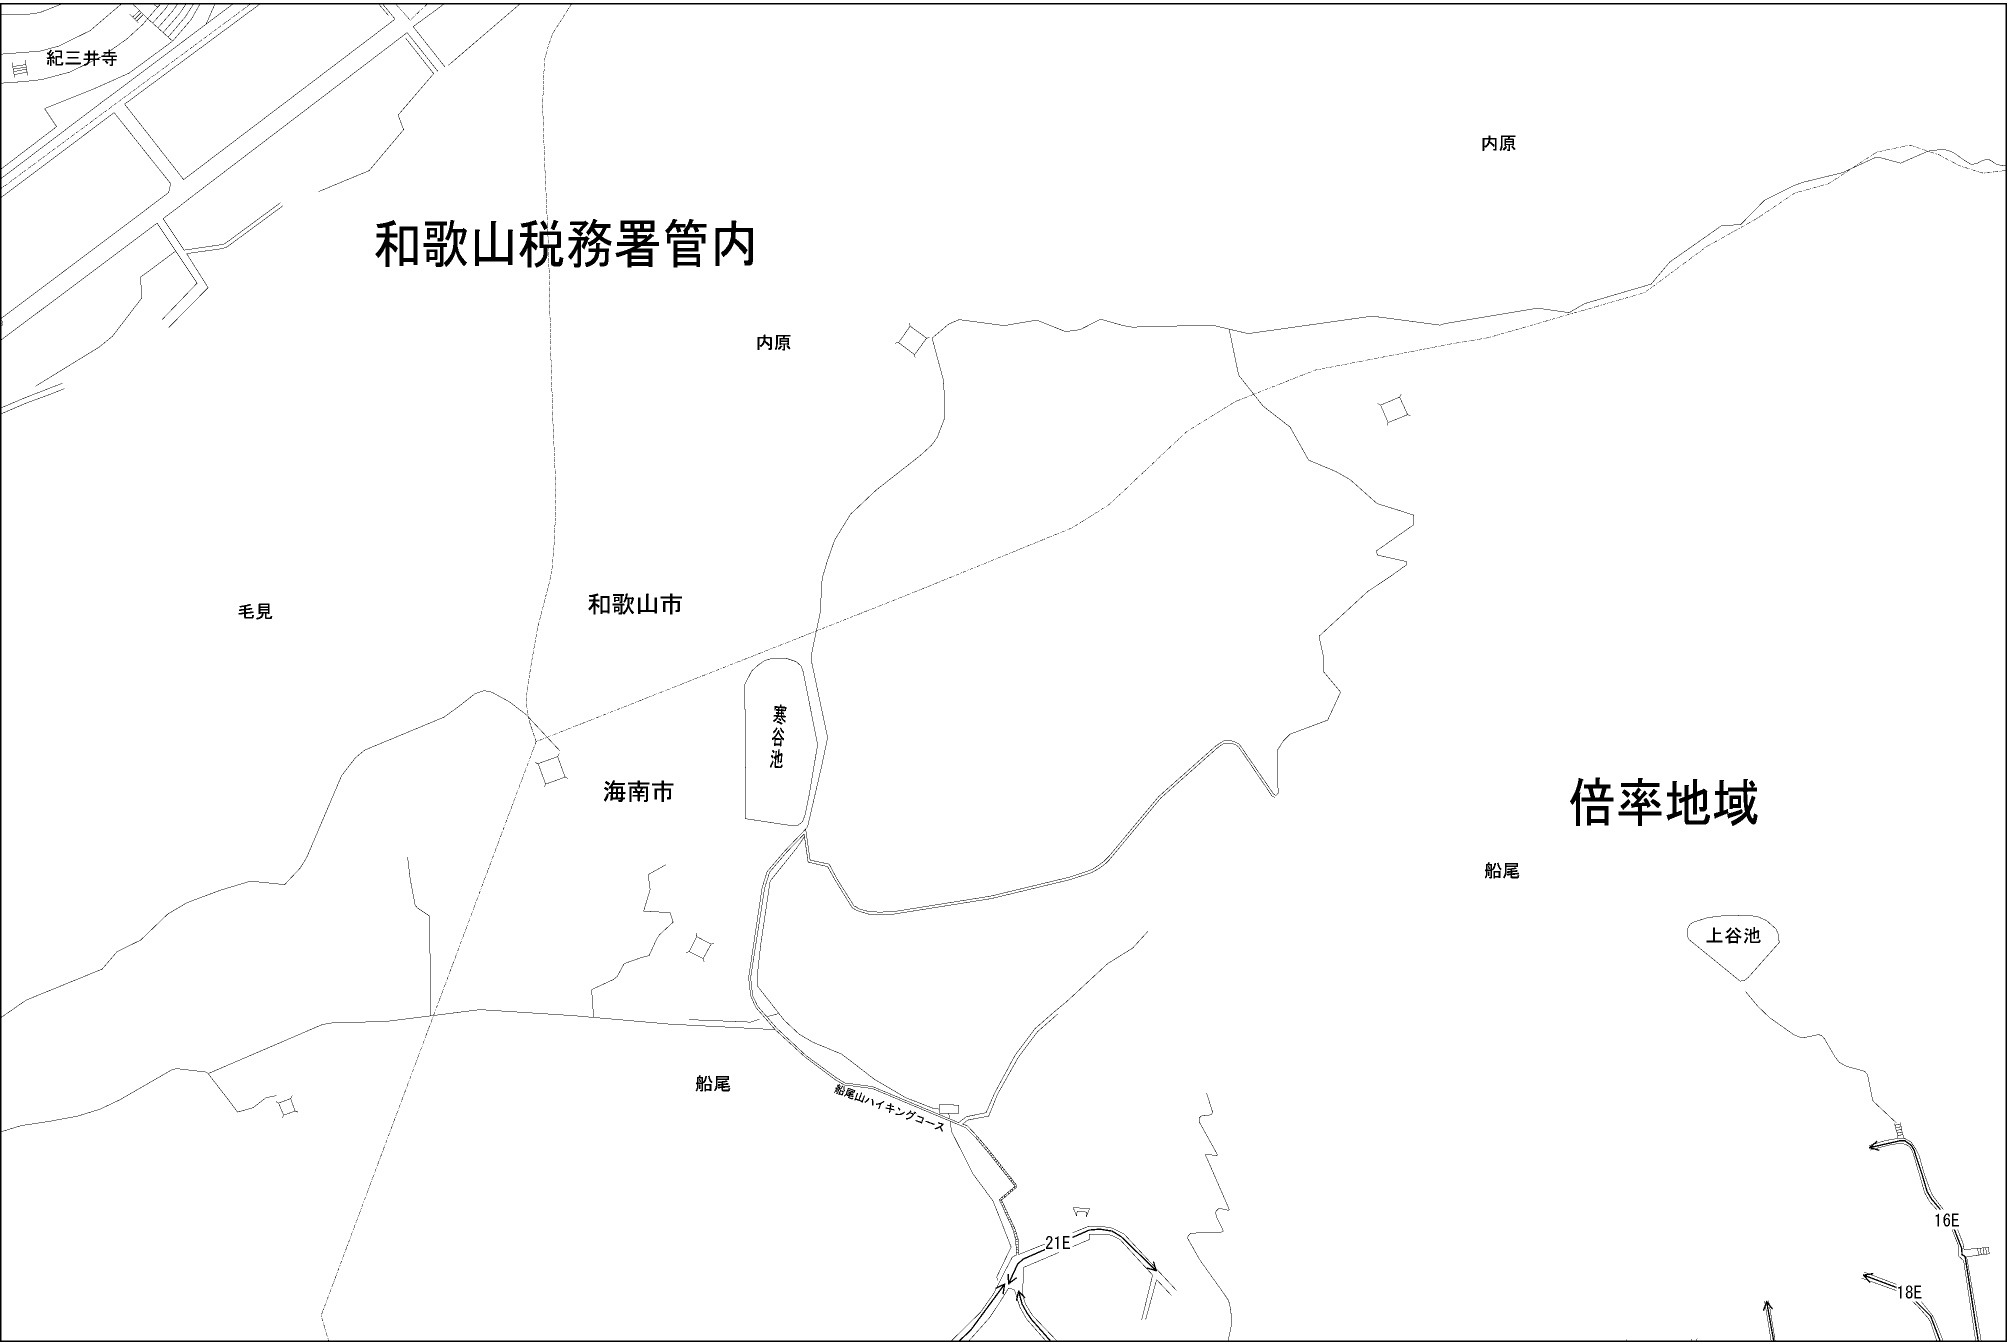 紀三井寺
内原
和歌山税務署管内
内原
毛見
和歌山市
寒谷池
海南市
倍率地域
船尾
上谷池
船尾
船尾山ハイキングコース
16E
21E
18E